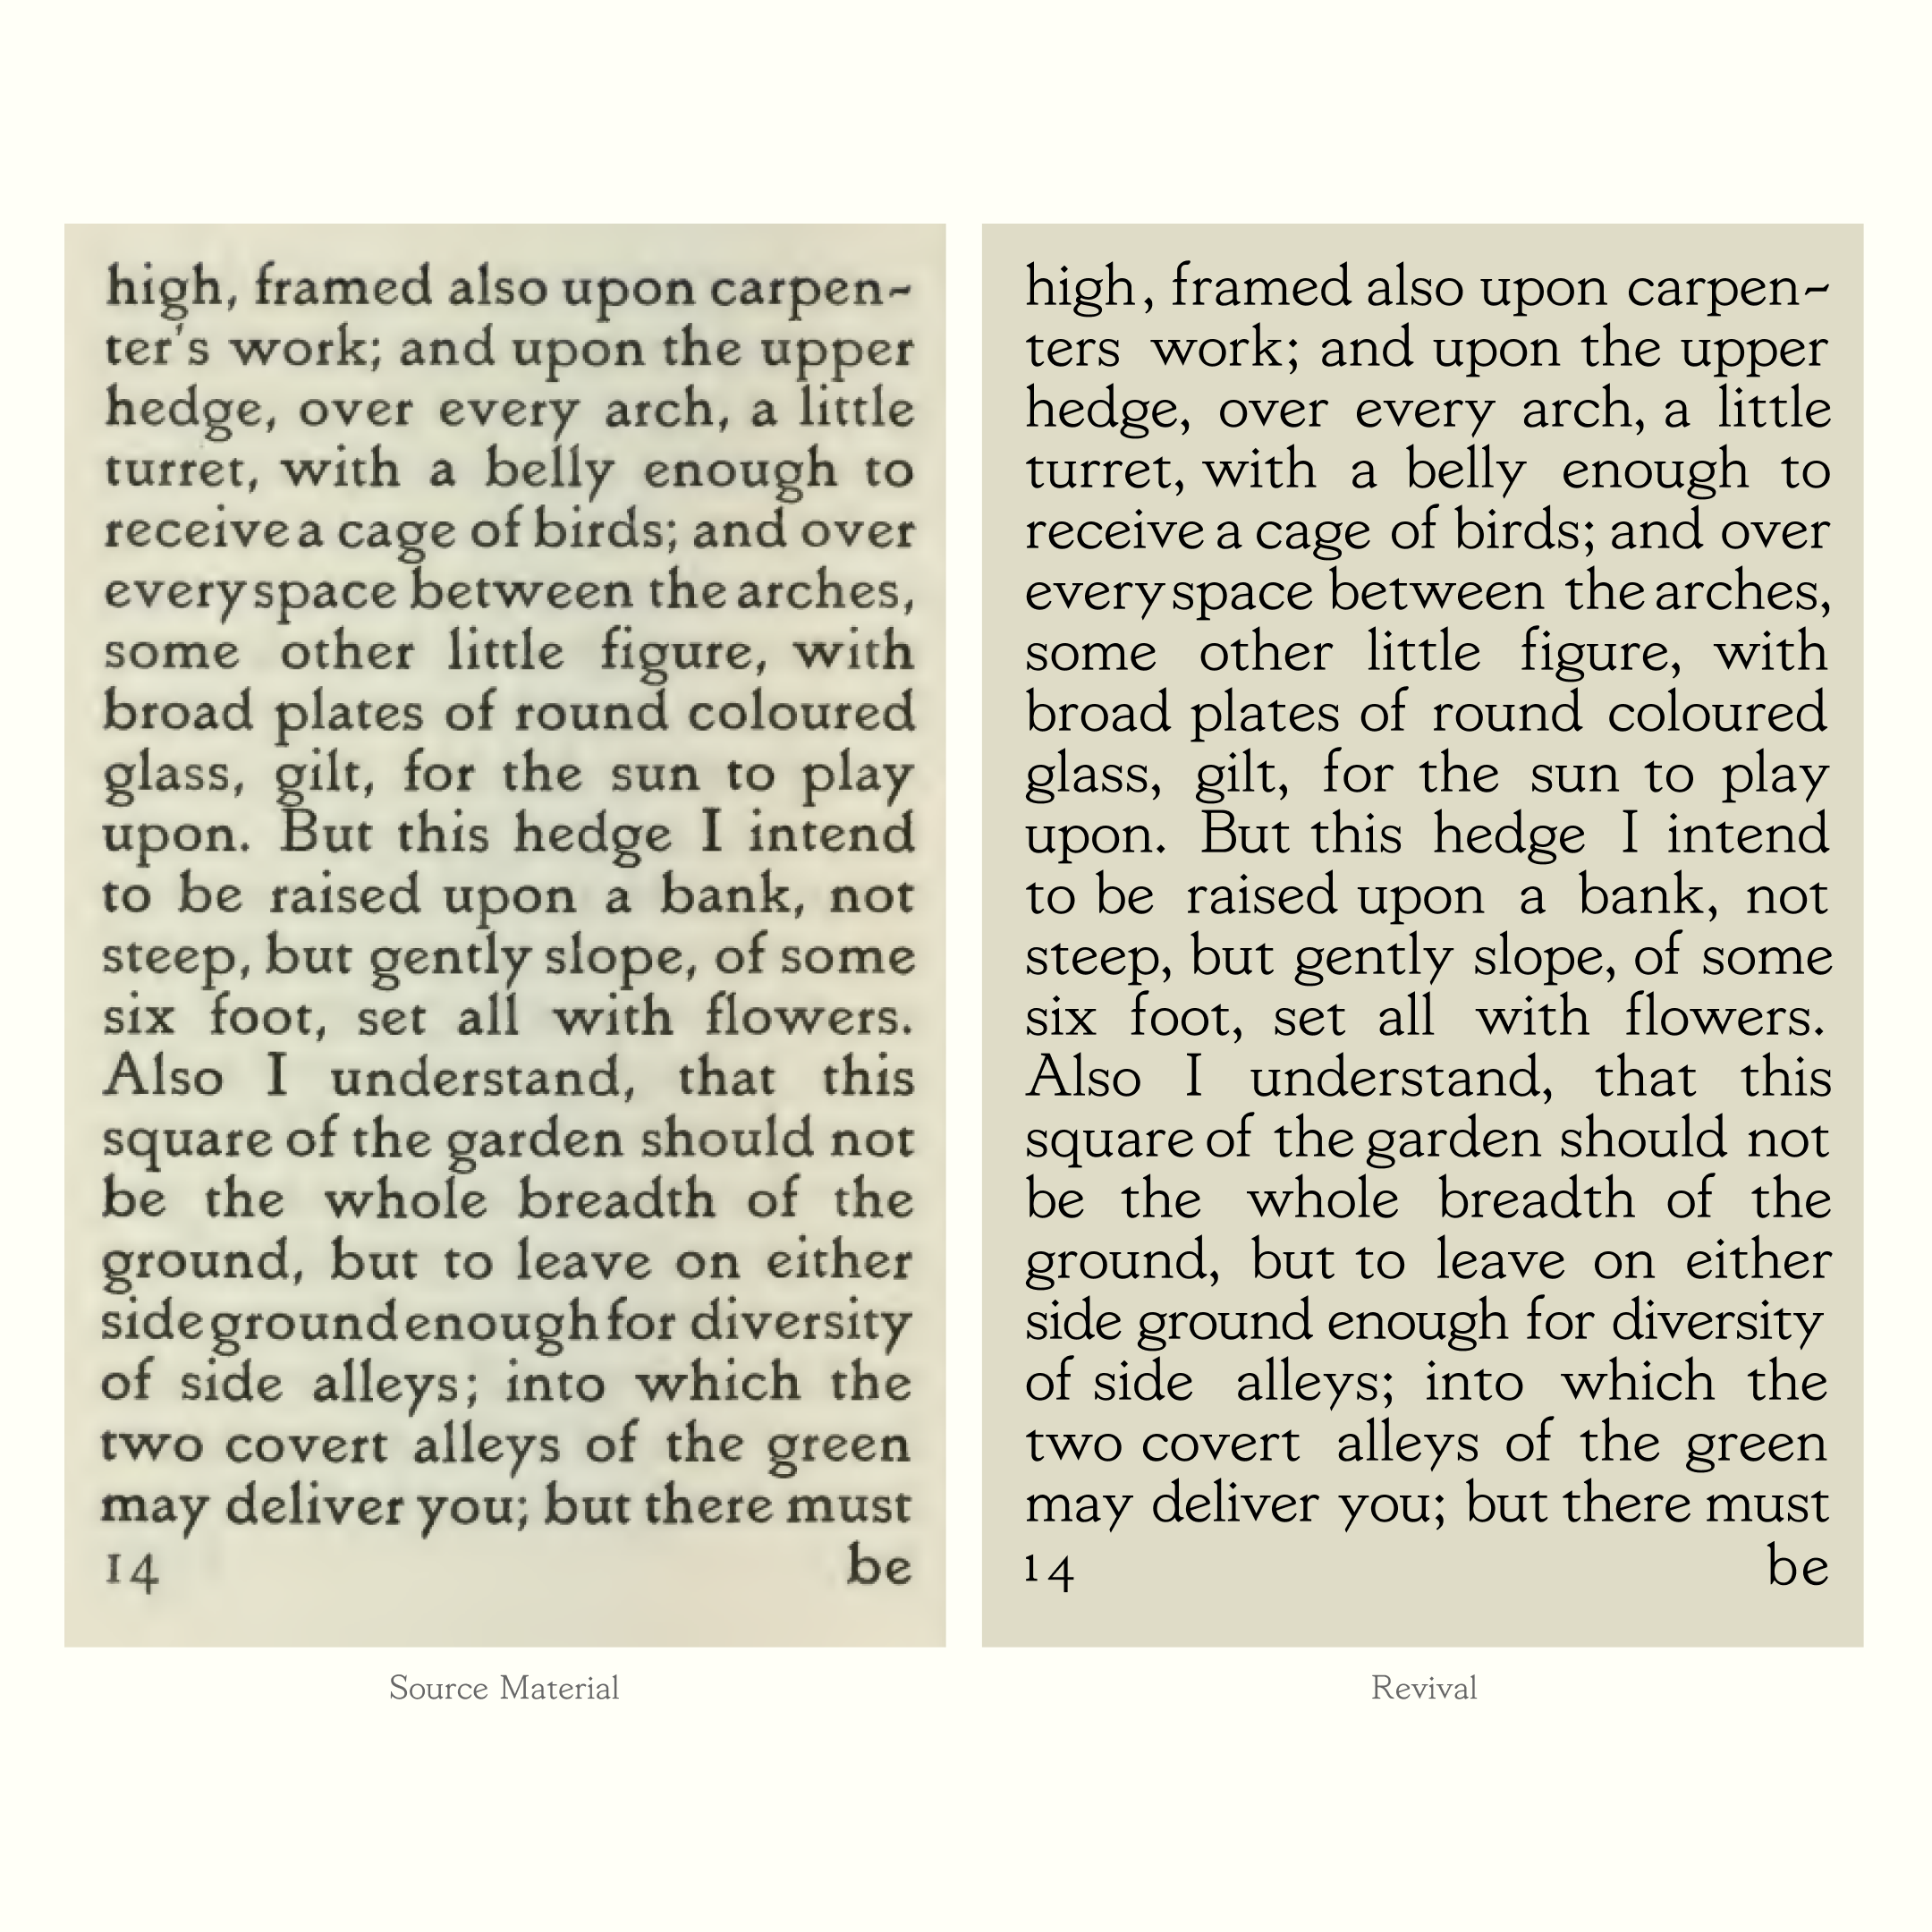 high, framed also upon carpen~
ter's work; and upon the upper
hedge, over every arch, a little
turret, with a belly enough to
receive a cage of birds; and over
every space between the arches,
some other little figure, with
broad plates of round coloured
glass, gilt, for the sun to play
upon. But this hedge I intend
to be raised upon a bank, not
steep, but gently slope, of some
six foot, set all with flowers.
Also I understand, that this
square of the garden should not
be the whole breadth of the
ground, but to leave on either
side ground enough for diversity
of side alleys; into which the
two covert alleys of the green
may deliver you; but there must
14 be
Source Material
high, framed also upon carpen~
ters work; and upon the upper
hedge, over every arch, a little
turret, with a belly enough to
receive a cage of birds; and over
every space between the arches,
some other little figure, with
broad plates of round coloured
glass, gilt, for the sun to play
upon. But this hedge I intend
to be raised upon a bank, not
steep, but gently slope, of some
six foot, set all with flowers.
Also I understand, that this
square of the garden should not
be the whole breadth of the
ground, but to leave on either
side ground enough for diversity
of side alleys; into which the
two covert alleys of the green
may deliver you; but there must
14 be
Revival